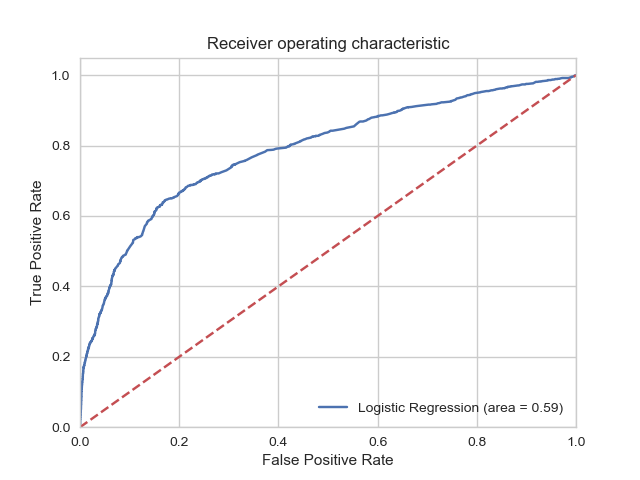 Receiver operating characteristic
True Positive Rate
1.0
0.8
0.6
0.4
0.2
0.0
Logistic Regression (area = 0.59)
0.0 0.2 0.4 0.6 0.8 1.0
False Positive Rate